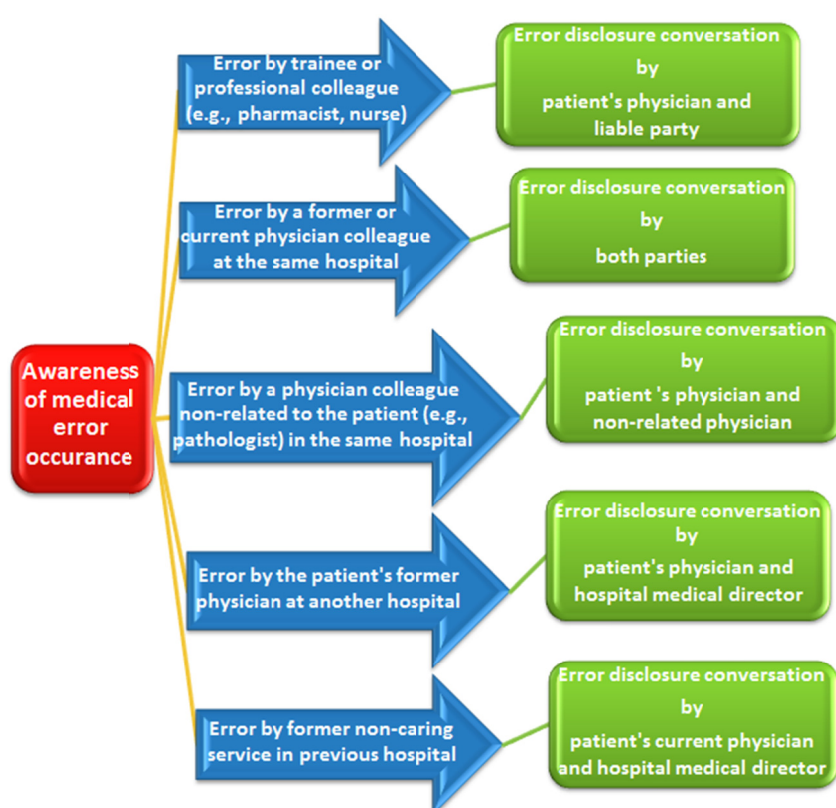 Error by trainee or
professional colleague
(e.g., pharmacist, nurse)
Error disclosure conversation
by
patient's physician and
liable party
Error by a former or
current physician colleague
at the same hospital
Error disclosure conversation
by
both parties
Awareness
of medical
error
occurance
Error by a physician colleague
non-related to the patient (e.g.,
pathologist) in the same hospital
Error disclosure conversation
by
patient 's physician and
non-related physician
Error by the patient's former
physician at another hospital
Error disclosure conversation
by
patient's physician and
hospital medical director
Error by former non-caring
service in previous hospital
Error disclosure conversation
by
patient's current physician
and hospital medical director